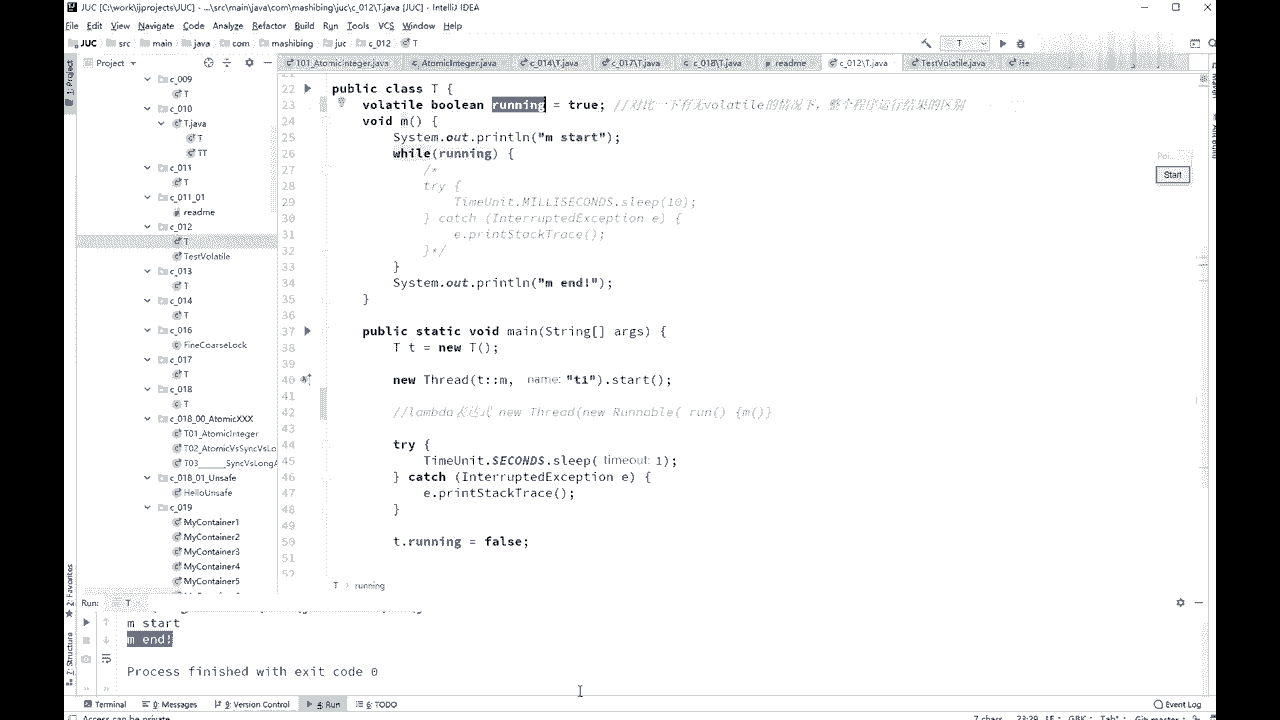 JUC [C:\work\ijprojects\JUC] - ...\src\main\java\com\mashibing\juc\c_012\T.java [JUC] - IntelliJ IDEA
File Edit View Navigate Code Analyze Refactor Build Run Tools VCS Window Help
JUC src main java com mashibing juc c_012 T
T
Project
101_AtomicInteger.java AtomicInteger.java c_014\T.java c_017\T.java c_018\T.java readme c_012\T.java TestVolatile.java He
1: Project
c_009
T
c_010
T.java
T
TT
c_011
T
c_011_01
readme
c_012
T
TestVolatile
c_013
T
c_014
T
c_016
FineCoarseLock
c_017
T
c_018
T
c_018_00_AtomicXXX
T01_AtomicInteger
T02_AtomicVsSyncVsLo
T03______SyncVsLongA
c_018_01_Unsafe
HelloUnsafe
c_019
MyContainer1
MyContainer2
MyContainer3
MyContainer4
MyContainer5
22 public class T {
23 volatile boolean running = true; //对比一下有无volatile的情况下，整个程序运行结果的区别
24 void m() {
25 System.out.println("m start");
26 while(running) {
27 /*
28 try {
29 TimeUnit.MILLISECONDS.sleep(10);
30 } catch (InterruptedException e) {
31 e.printStackTrace();
32 }*/
33 }
34 System.out.println("m end!");
35 }
36
37 public static void main(String[] args) {
38 T t = new T();
39
40 new Thread(t::m, name: "t1").start();
41
42 //lambda表达式 new Thread(new Runnable( run() {m()}
43
44 try {
45 TimeUnit.SECONDS.sleep( timeout: 1);
46 } catch (InterruptedException e) {
47 e.printStackTrace();
48 }
49
50 t.running = false;
51
52
Start
T running
2: Favorites
7: Structure
Run: T
m start
m end!
Process finished with exit code 0
Terminal 0: Messages 9: Version Control 4: Run 6: TODO
Event Log
Access can be private
7 chars 23:29 LF GBK Tab* Git: master